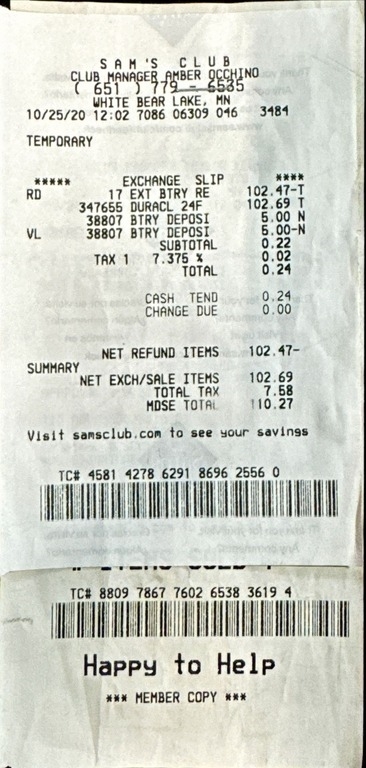 SAM'S CLUB
CLUB MANAGER AMBER OCCHINO
( 651 ) 779 - 6535
WHITE BEAR LAKE, MN
10/25/20 12:02 7086 06309 046 3484
TEMPORARY
***** EXCHANGE SLIP ****
RD 17 EXT BTRY RE 102.47-T
347655 DURACL 24F 102.69 T
38807 BTRY DEPOSI 5.00 N
VL 38807 BTRY DEPOSI 5.00-N
SUBTOTAL 0.22
TAX 1 7.375 % 0.02
TOTAL 0.24
CASH TEND 0.24
CHANGE DUE 0.00
NET REFUND ITEMS 102.47-
SUMMARY
NET EXCH/SALE ITEMS 102.69
TOTAL TAX 7.58
MDSE TOTAL 110.27
Visit samsclub.com to see your savings
TC# 4581 4278 6291 8696 2556 0
TC# 8809 7867 7602 6538 3619 4
Happy to Help
*** MEMBER COPY ***